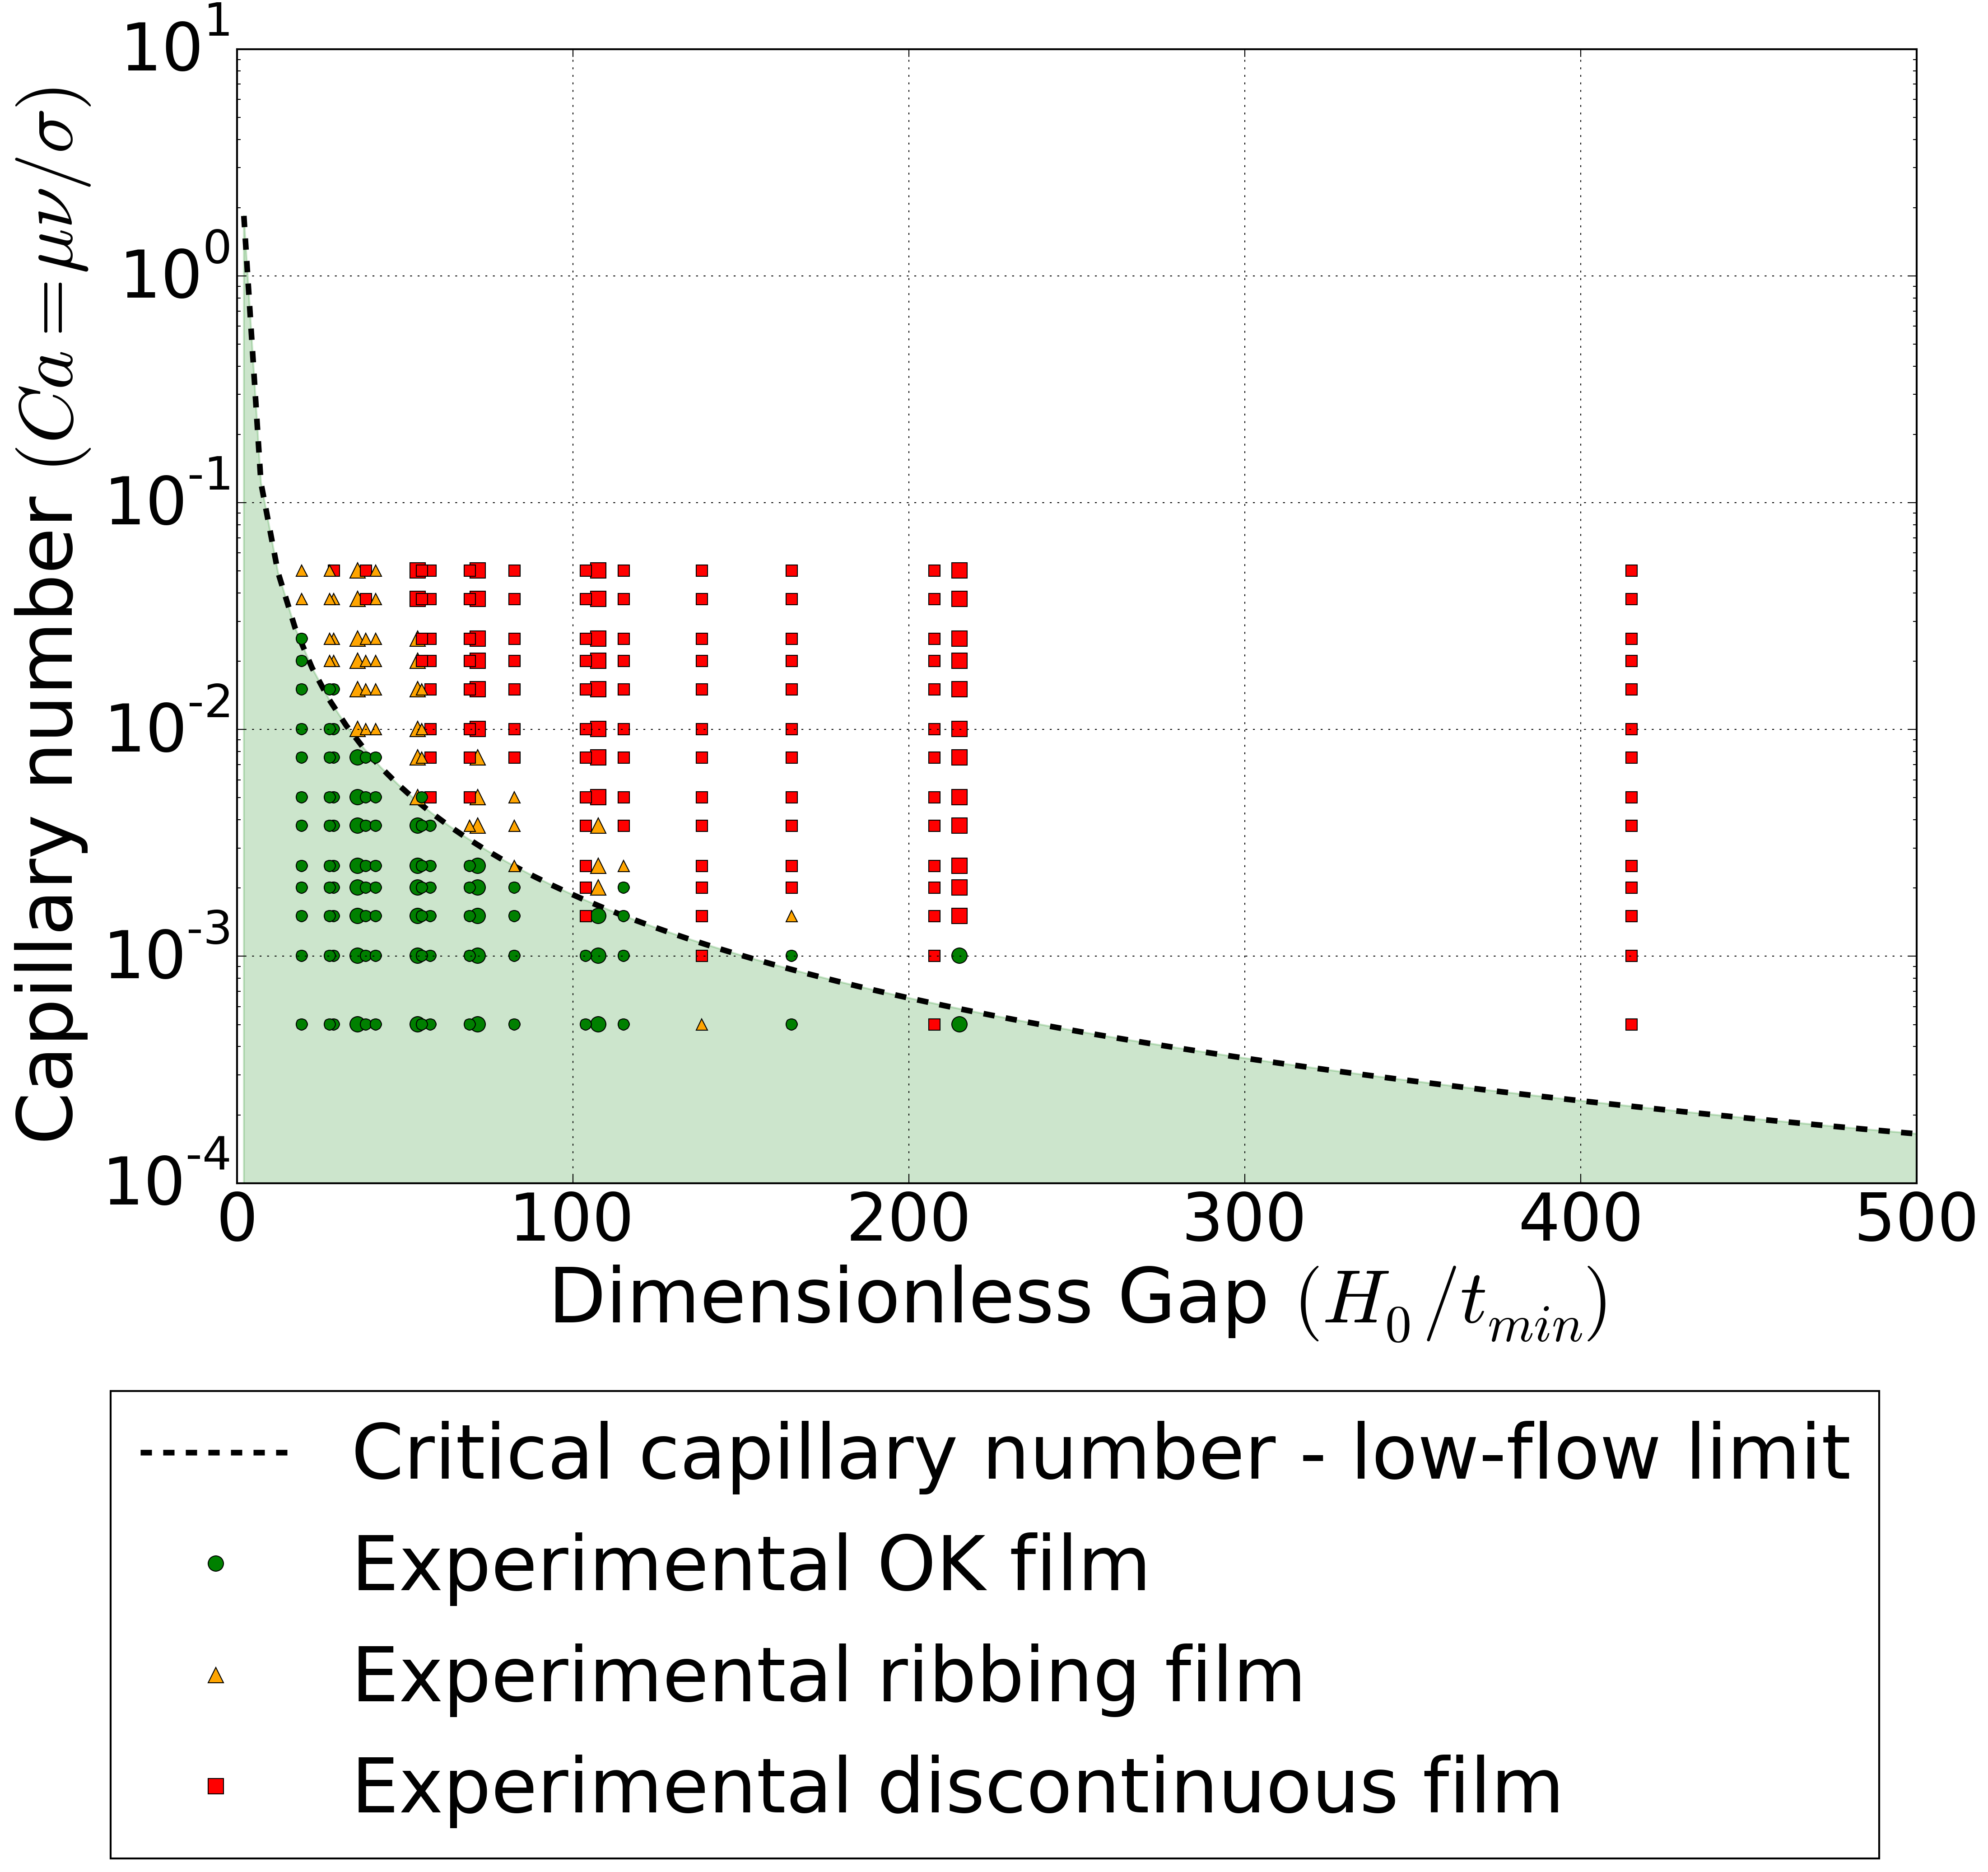 10^1
10^0
10^-1
10^-2
10^-3
10^-4
Capillary number (Ca=μν/σ)
0 100 200 300 400 500
Dimensionless Gap (H_0/t_min)
Critical capillary number - low-flow limit
Experimental OK film
Experimental ribbing film
Experimental discontinuous film